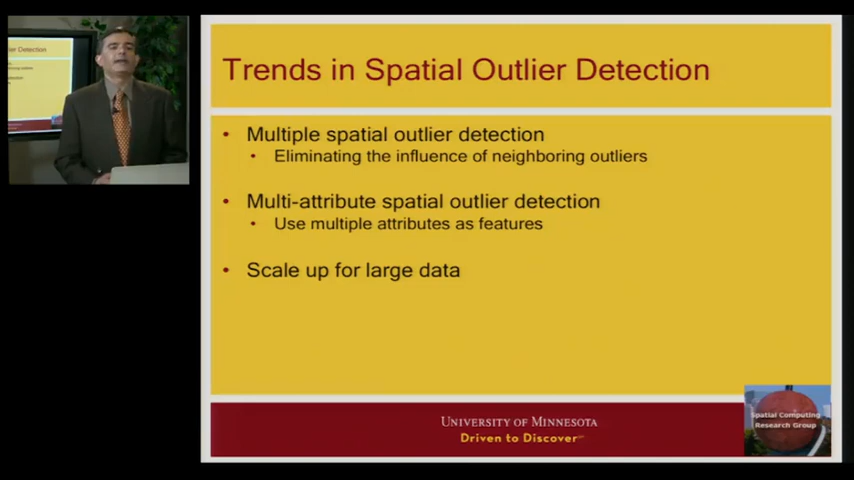 Trends in Spatial Outlier Detection
• Multiple spatial outlier detection
• Eliminating the influence of neighboring outliers
• Multi-attribute spatial outlier detection
• Use multiple attributes as features
• Scale up for large data
UNIVERSITY OF MINNESOTA
Driven to Discover
Spatial Computing
Research Group